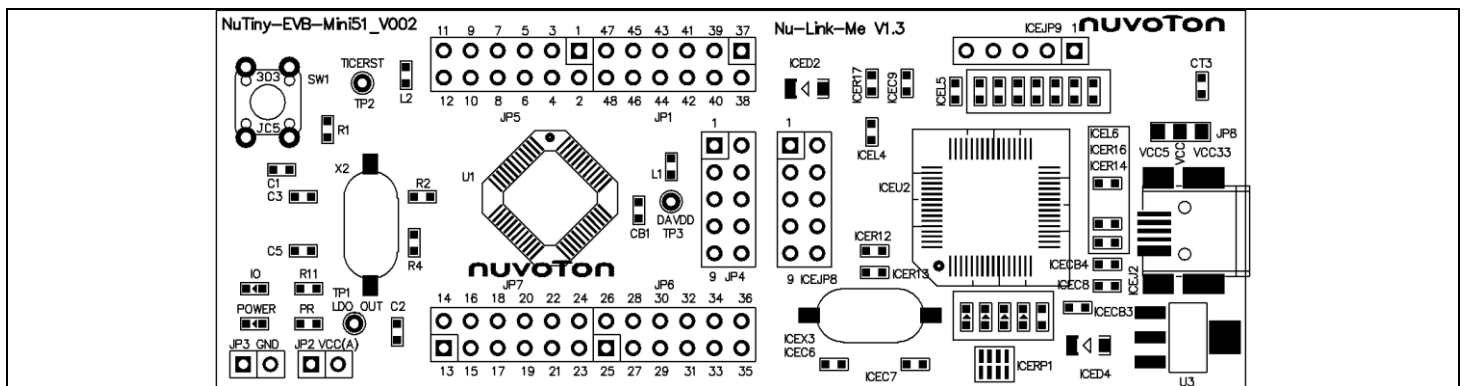 NuTiny-EVB-Mini51_V002
11 9 7 5 3 1 47 45 43 41 39 37
Nu-Link-Me V1.3
ICEJP9 1
nuvoTon
3D3
JC5
SW1
TICERST
TP2
L2
12 10 8 6 4 2 48 46 44 42 40 38
JP5
JP1
ICED2
ICER17
ICEC9
ICEL5
CT3
R1
ICEL4
JP8
VCC5
VCC
VCC33
ICEL6
ICER16
ICER14
C1
C3
X2
R2
U1
L1
1
1
ICEU2
DAVDD
TP3
CB1
C5
R4
nuvoTon
9 JP4
9 ICEJP8
ICER12
ICER13
ICECB4
ICEC8
ICEJ2
IO
R11
TP1
LDO_OUT
C2
JP7
JP6
14 16 18 20 22 24 26 28 30 32 34 36
POWER
PR
ICECB3
JP3 GND
JP2 VCC(A)
13 15 17 19 21 23 25 27 29 31 33 35
ICEX3
ICEC6
ICEC7
ICERP1
ICED4
U3